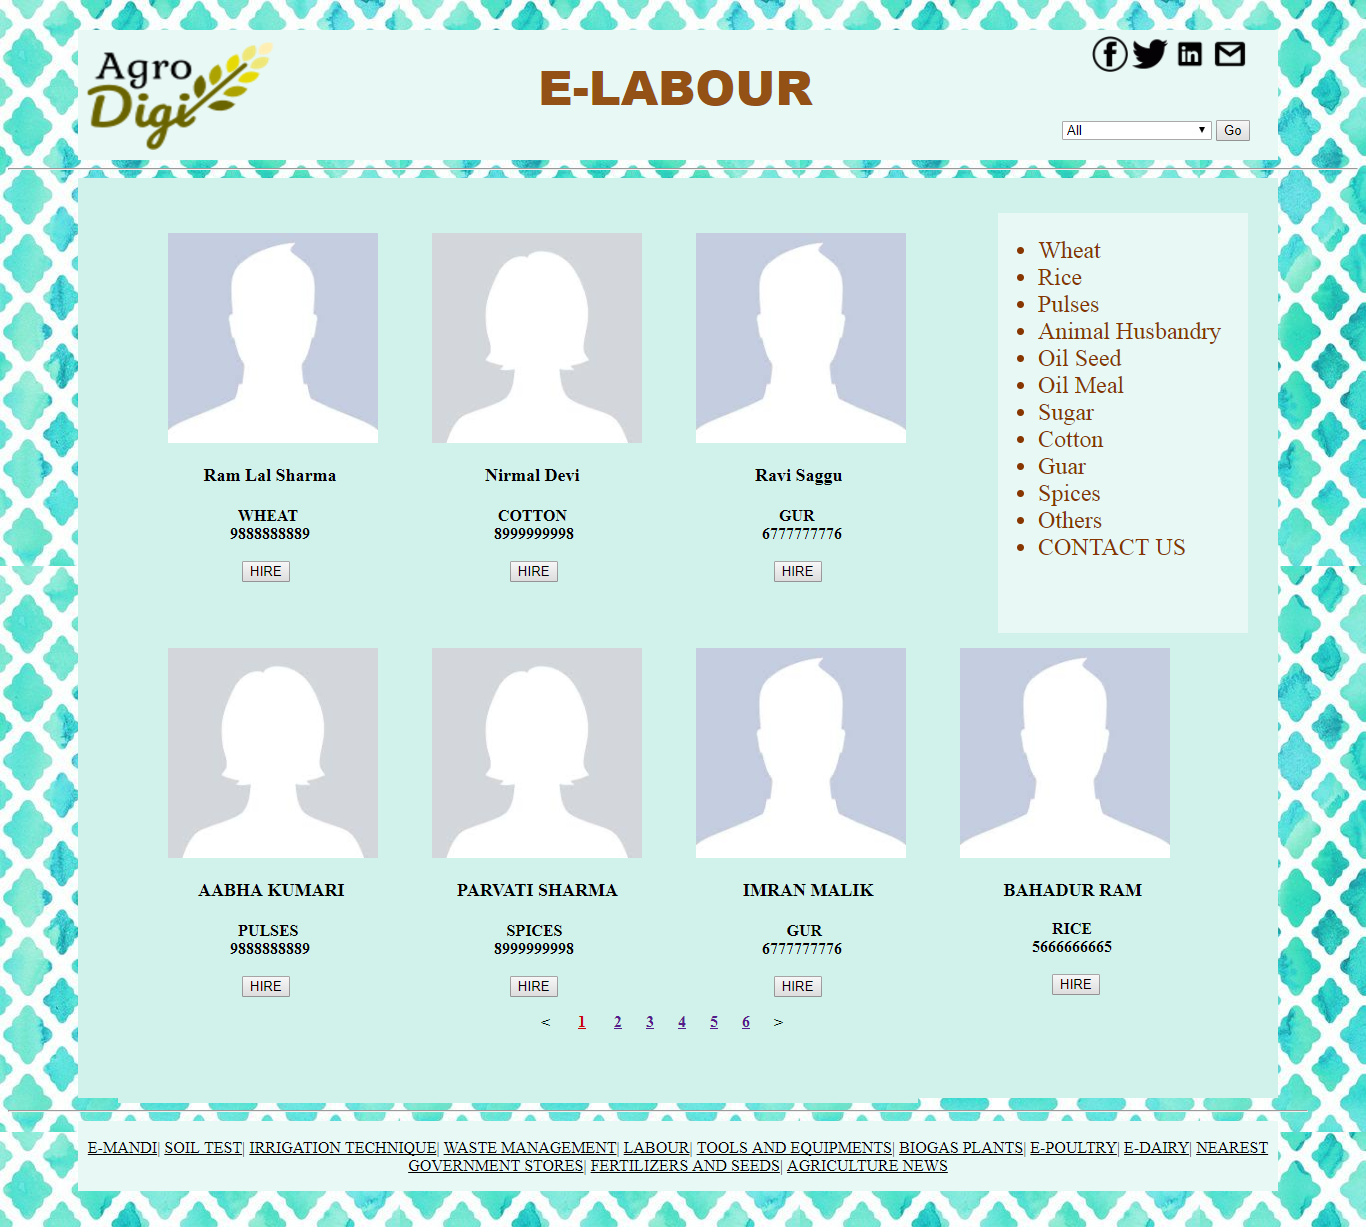 Agro
Digi
E-LABOUR
All
Go
Wheat
Rice
Pulses
Animal Husbandry
Oil Seed
Oil Meal
Sugar
Cotton
Guar
Spices
Others
CONTACT US
Ram Lal Sharma
WHEAT
9888888889
HIRE
Nirmal Devi
COTTON
8999999998
HIRE
Ravi Saggu
GUR
6777777776
HIRE
AABHA KUMARI
PULSES
9888888889
HIRE
PARVATI SHARMA
SPICES
8999999998
HIRE
IMRAN MALIK
GUR
6777777776
HIRE
BAHADUR RAM
RICE
5666666665
HIRE
< 1 2 3 4 5 6 >
E-MANDI| SOIL TEST| IRRIGATION TECHNIQUE| WASTE MANAGEMENT| LABOUR| TOOLS AND EQUIPMENTS| BIOGAS PLANTS| E-POULTRY| E-DAIRY| NEAREST
GOVERNMENT STORES| FERTILIZERS AND SEEDS| AGRICULTURE NEWS